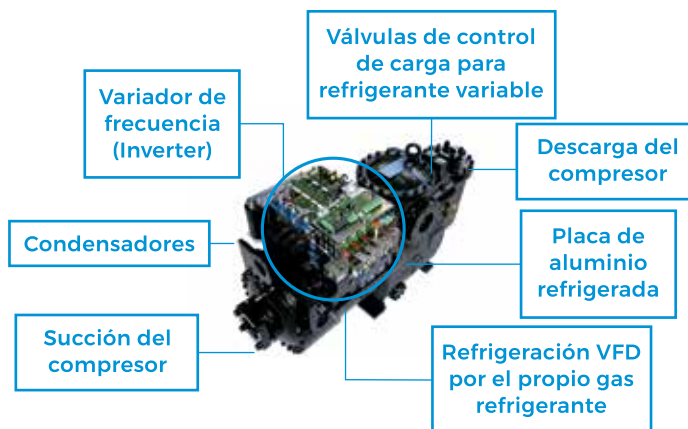 Válvulas de control
de carga para
refrigerante variable
Variador de
frecuencia
(Inverter)
Descarga del
compresor
Condensadores
Placa de
aluminio
refrigerada
Succión del
compresor
Refrigeración VFD
por el propio gas
refrigerante